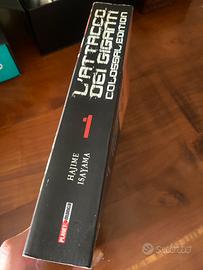 L'ATTACCO
DEI GIGANTI
COLOSSAL EDITION
1
HAJIME
ISAYAMA
PLANET MANGA
subito